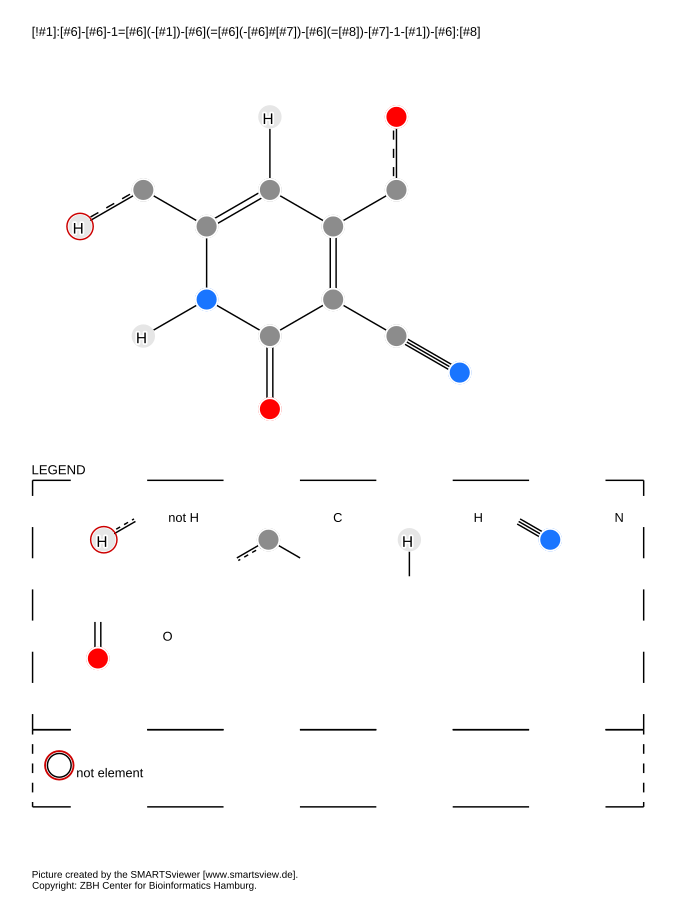 [!#1]:[#6]-[#6]-1=[#6](-[#1])-[#6](=[#6](-[#6]#[#7])-[#6](=[#8])-[#7]-1-[#1])-[#6]:[#8]
H
H
H
LEGEND
not H
C
H
N
H
H
O
not element
Picture created by the SMARTSviewer [www.smartsview.de].
Copyright: ZBH Center for Bioinformatics Hamburg.